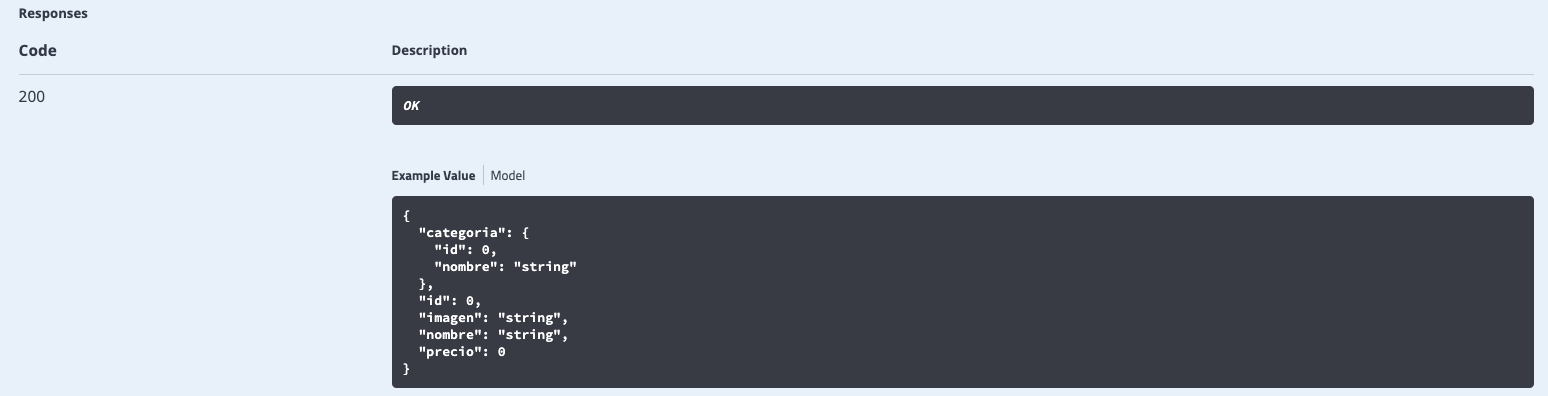 Responses
Code Description
200
OK
Example Value Model
{
  "categoria": {
    "id": 0,
    "nombre": "string"
  },
  "id": 0,
  "imagen": "string",
  "nombre": "string",
  "precio": 0
}